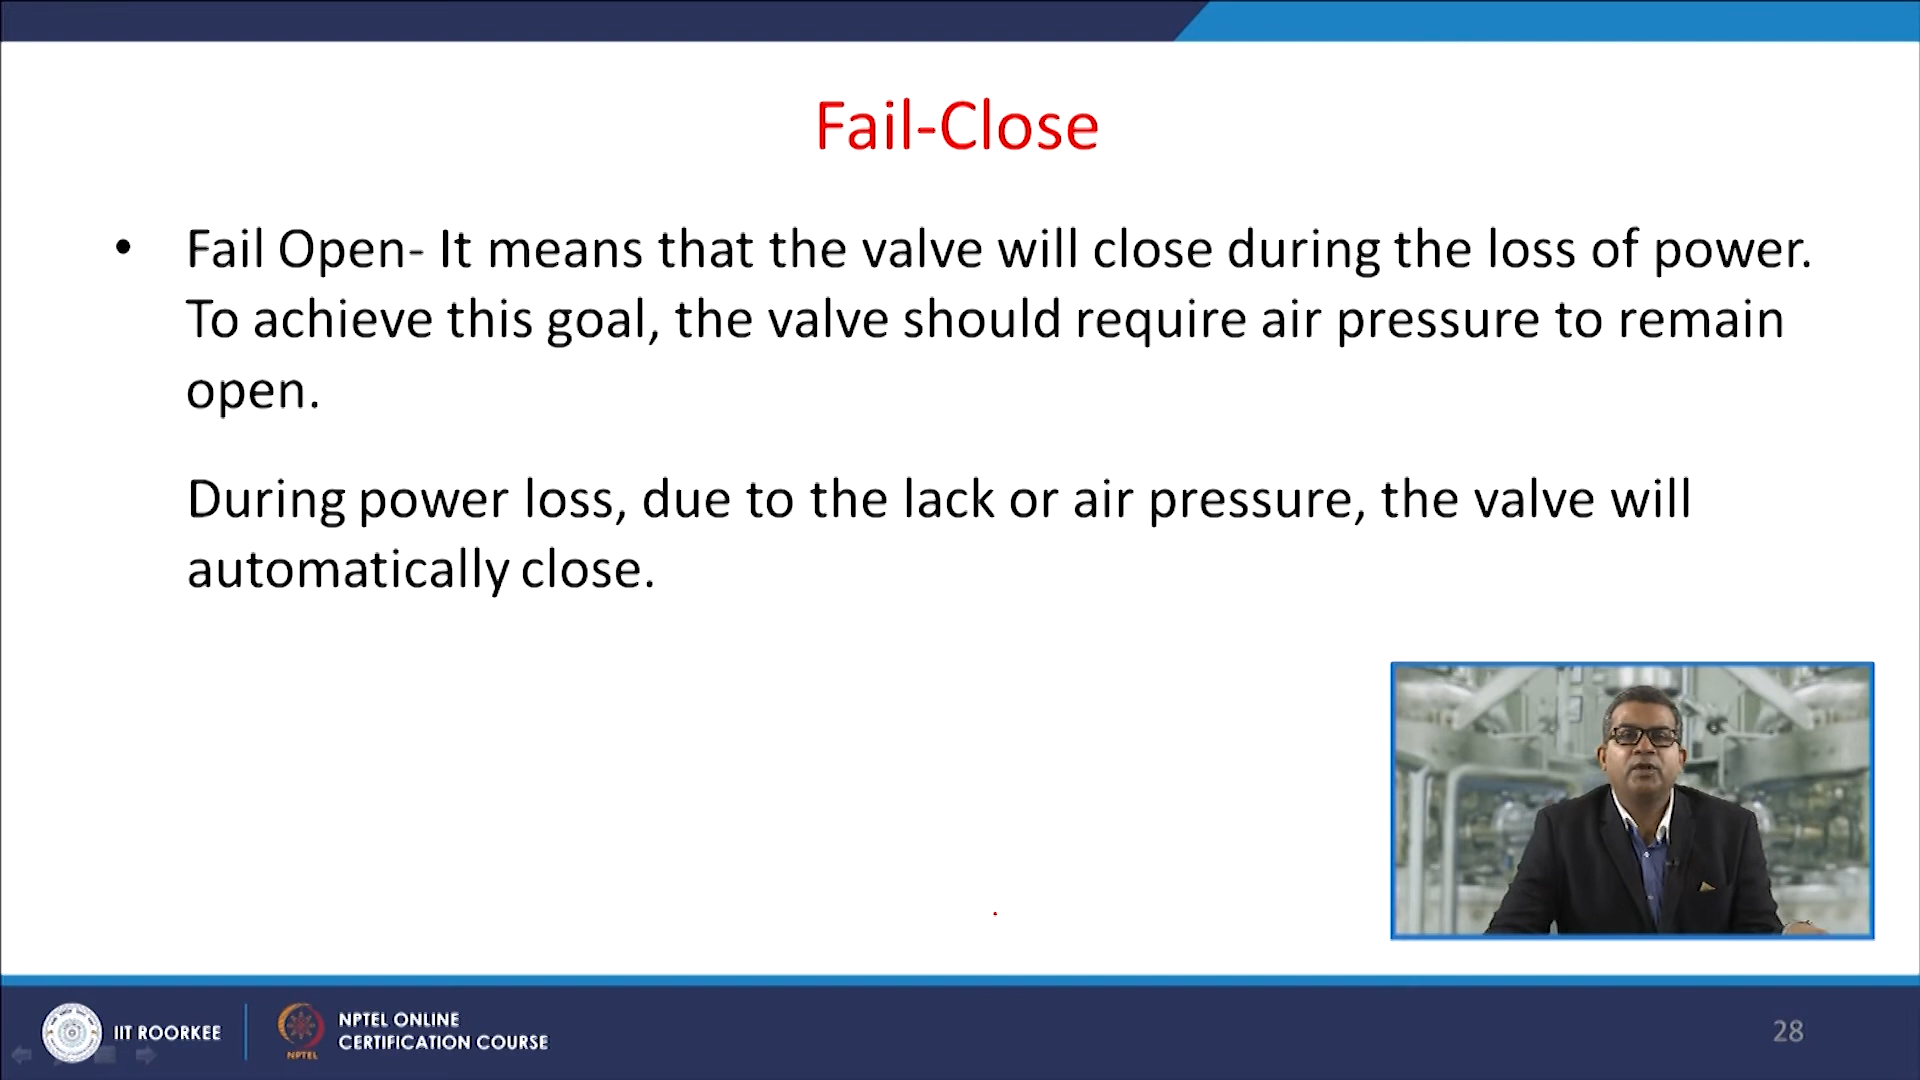 Fail-Close
• Fail Open- It means that the valve will close during the loss of power.
To achieve this goal, the valve should require air pressure to remain
open.
During power loss, due to the lack or air pressure, the valve will
automatically close.
IIT ROORKEE
NPTEL
NPTEL ONLINE
CERTIFICATION COURSE
28